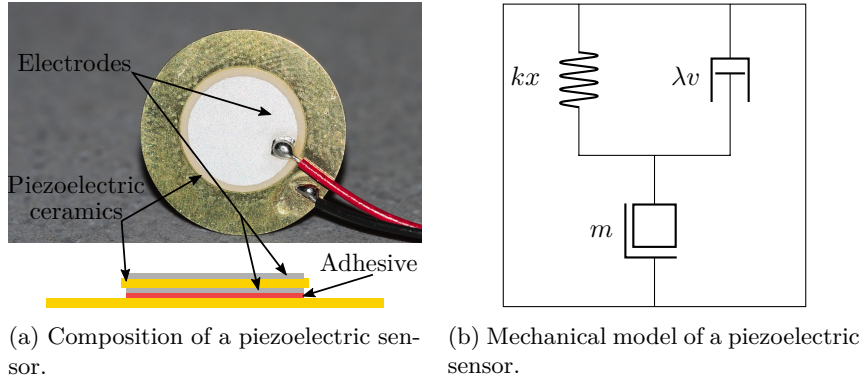 Electrodes
Piezoelectric
ceramics
Adhesive
(a) Composition of a piezoelectric sen-
sor.
kx
λv
m
(b) Mechanical model of a piezoelectric
sensor.